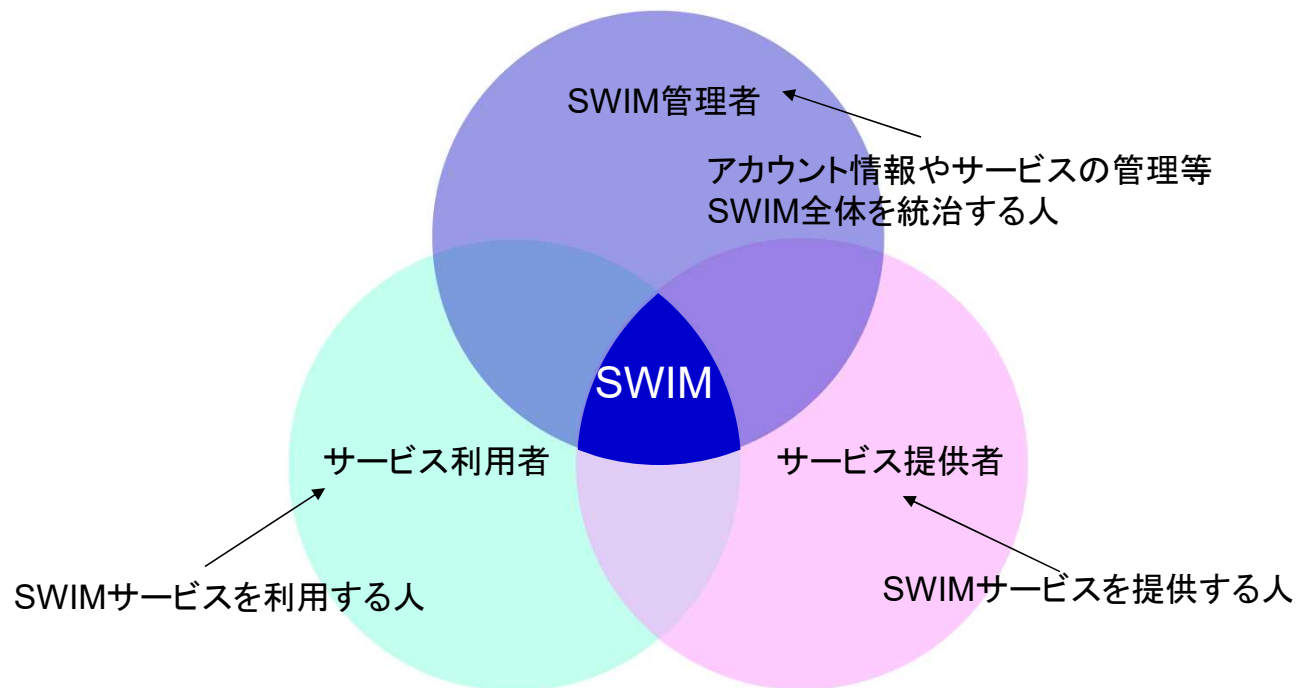 SWIM管理者
アカウント情報やサービスの管理等
SWIM全体を統治する人
SWIM
サービス利用者
サービス提供者
SWIMサービスを利用する人
SWIMサービスを提供する人